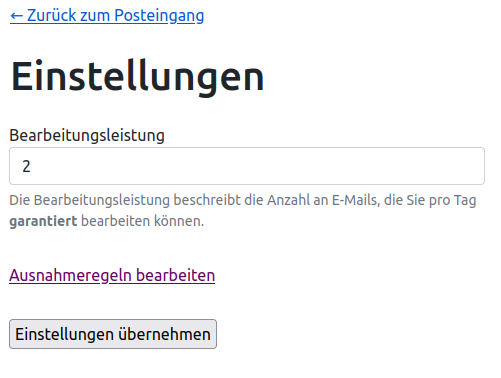 ← Zurück zum Posteingang
Einstellungen
Bearbeitungsleistung
2
Die Bearbeitungsleistung beschreibt die Anzahl an E-Mails, die Sie pro Tag
garantiert bearbeiten können.
Ausnahmeregeln bearbeiten
Einstellungen übernehmen